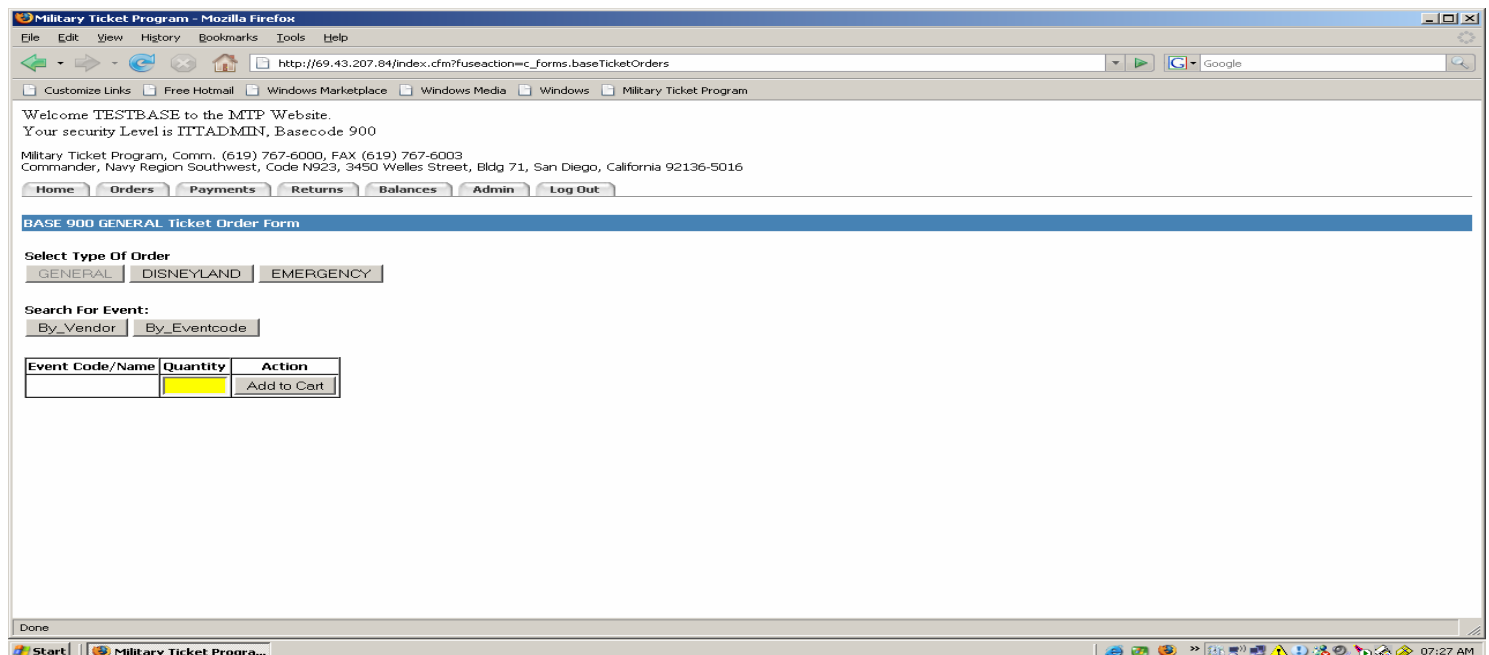 Military Ticket Program - Mozilla Firefox
File Edit View History Bookmarks Tools Help
http://69.43.207.84/index.cfm?fuseaction=c_forms.baseTicketOrders
G Google
Customize Links Free Hotmail Windows Marketplace Windows Media Windows Military Ticket Program
Welcome TESTBASE to the MTP Website.
Your security Level is ITTADMIN, Basecode 900
Military Ticket Program, Comm. (619) 767-6000, FAX (619) 767-6003
Commander, Navy Region Southwest, Code N923, 3450 Welles Street, Bldg 71, San Diego, California 92136-5016
Home Orders Payments Returns Balances Admin Log Out
BASE 900 GENERAL Ticket Order Form
Select Type Of Order
GENERAL DISNEYLAND EMERGENCY
Search For Event:
By_Vendor By_Eventcode
Event Code/Name Quantity Action
Add to Cart
Done
Start Military Ticket Progra... 07:27 AM